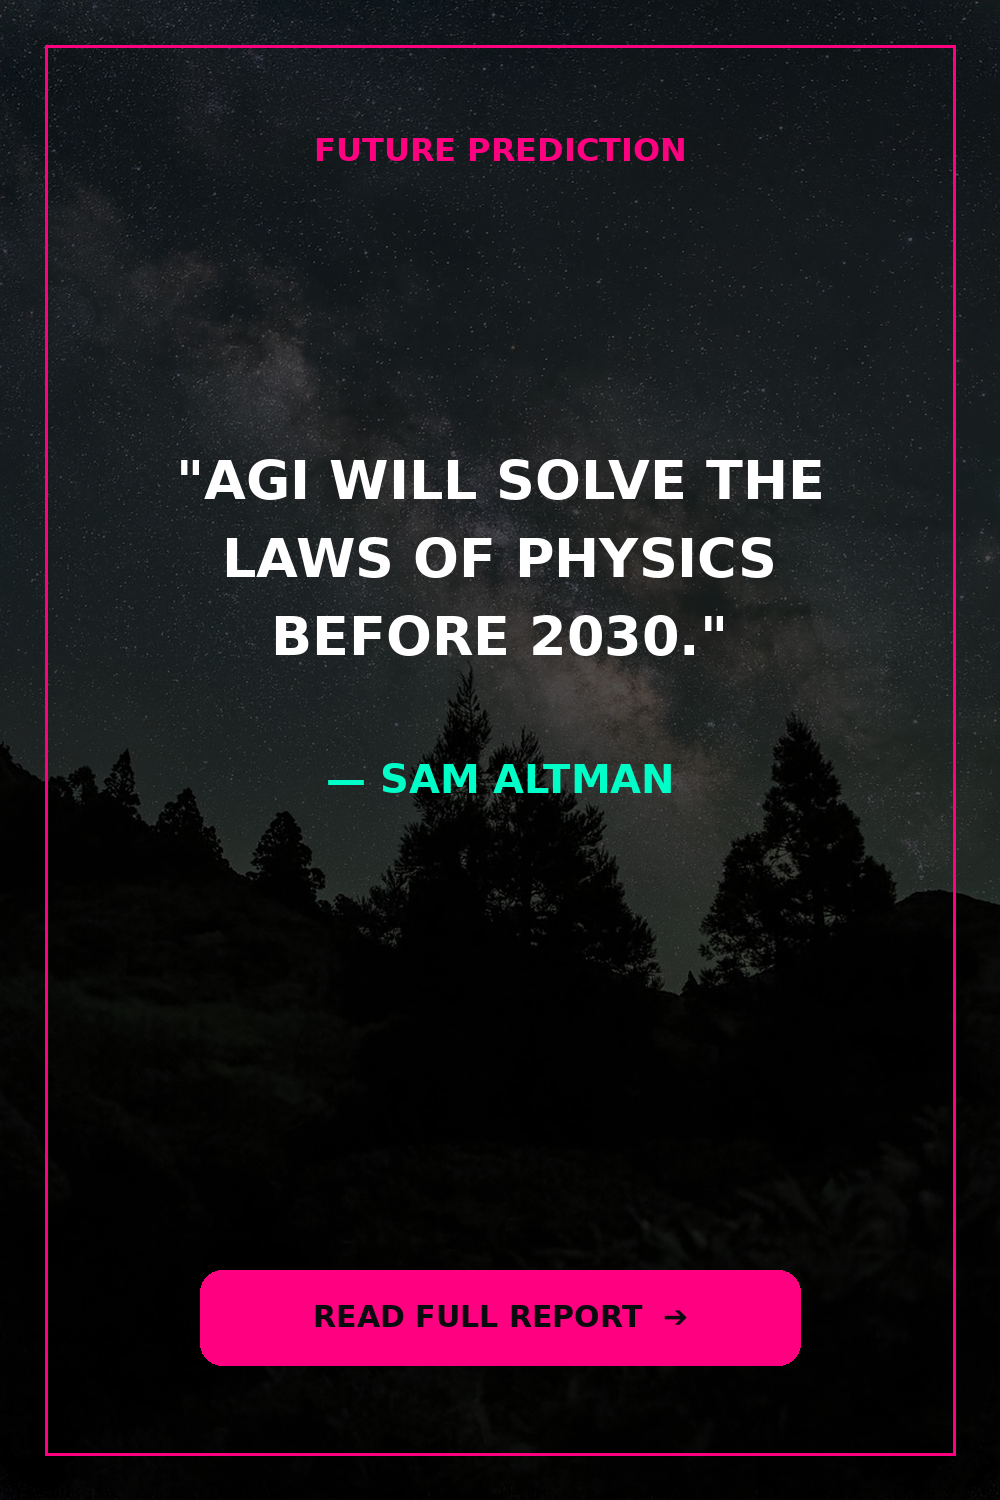 FUTURE PREDICTION
"AGI WILL SOLVE THE
LAWS OF PHYSICS
BEFORE 2030."
— SAM ALTMAN
READ FULL REPORT ➔